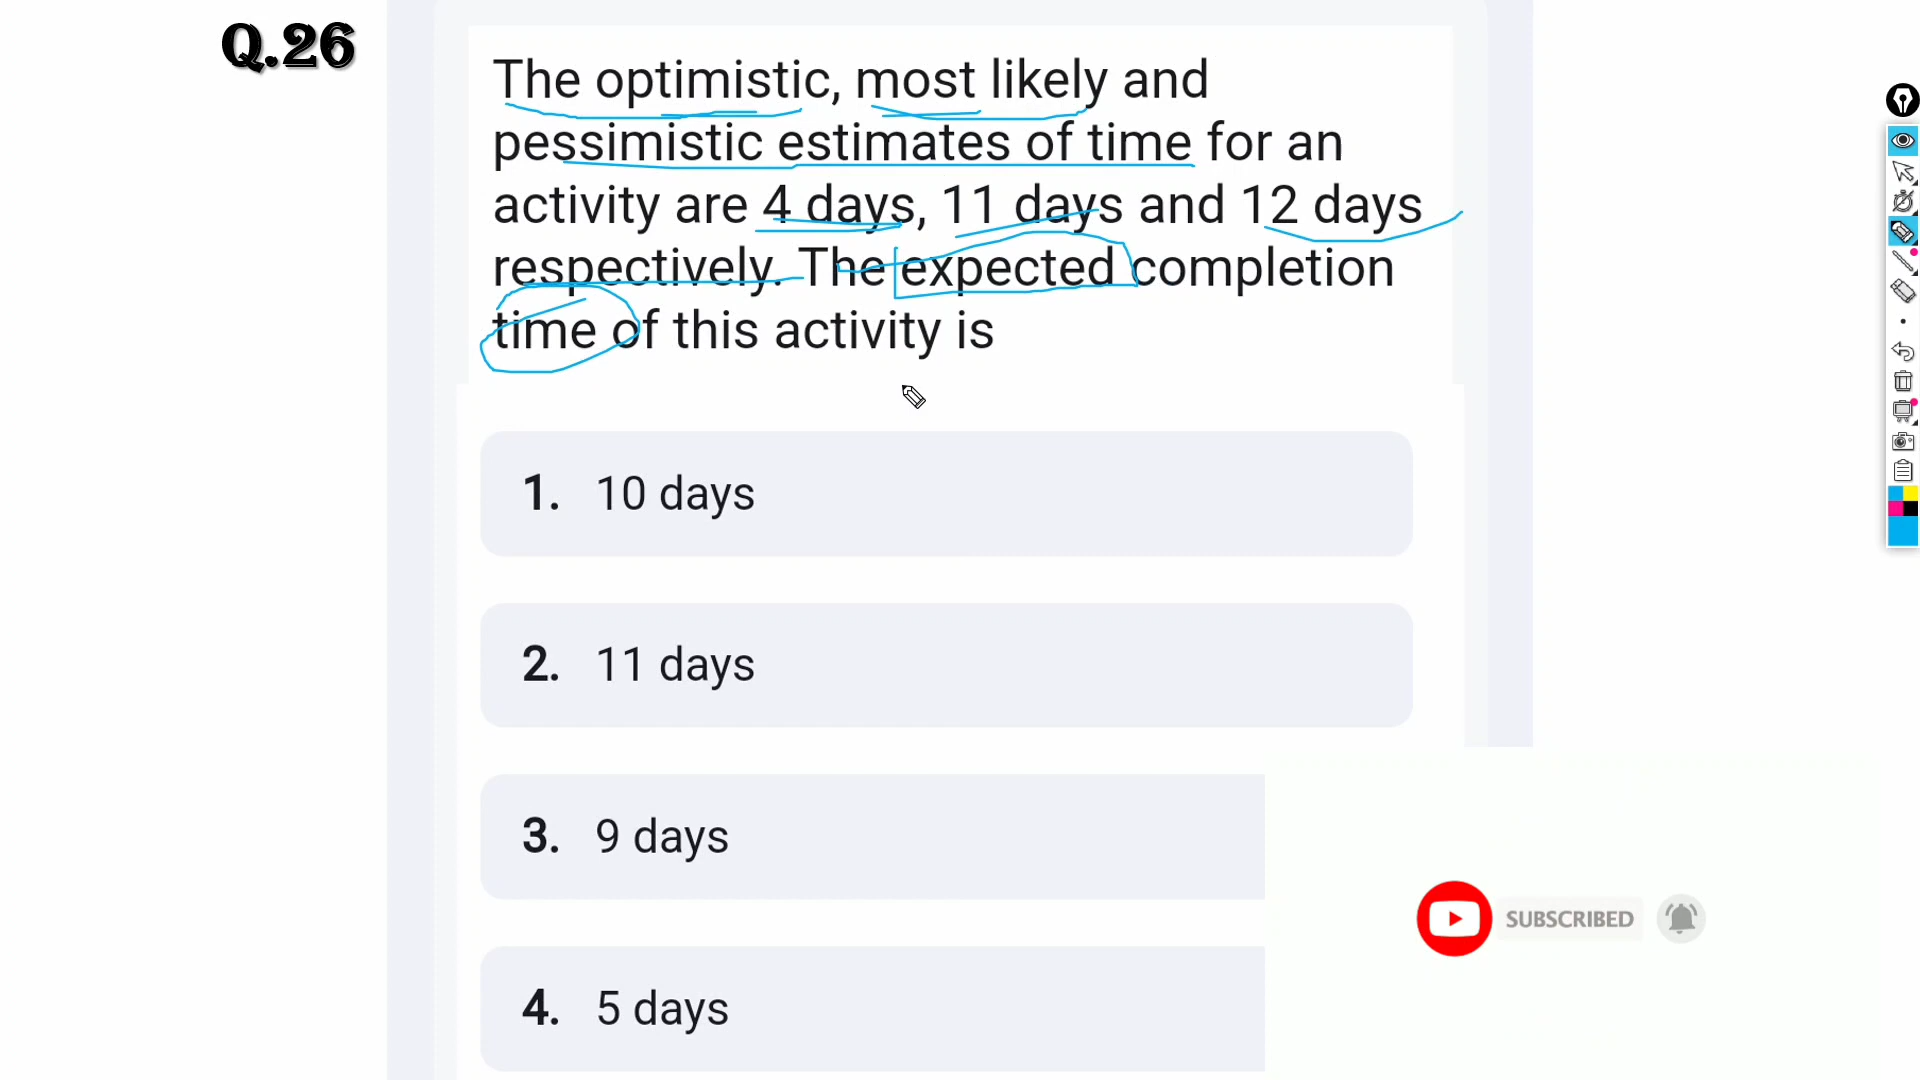 Q.26
The optimistic, most likely and
pessimistic estimates of time for an
activity are 4 days, 11 days and 12 days
respectively. The expected completion
time of this activity is
1. 10 days
2. 11 days
3. 9 days
4. 5 days
SUBSCRIBED